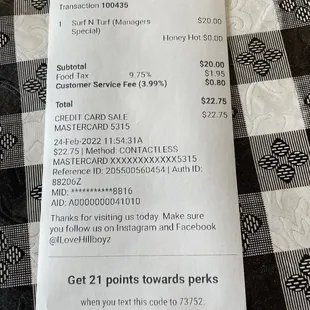 Transaction 100435
1 Surf N Turf (Managers $20.00
Special)
Honey Hot $0.00
Subtotal $20.00
Food Tax 9.75% $1.95
Customer Service Fee (3.99%) $0.80
Total $22.75
CREDIT CARD SALE $22.75
MASTERCARD 5315
24-Feb-2022 11:54:31A
$22.75 | Method: CONTACTLESS
MASTERCARD XXXXXXXXXXXX5315
Reference ID: 205500560454 | Auth ID:
88206Z
MID: ***********8816
AID: A0000000041010
Thanks for visiting us today. Make sure
you follow us on Instagram and Facebook
@ILoveHillboyz
Get 21 points towards perks
when you text this code to 73752: